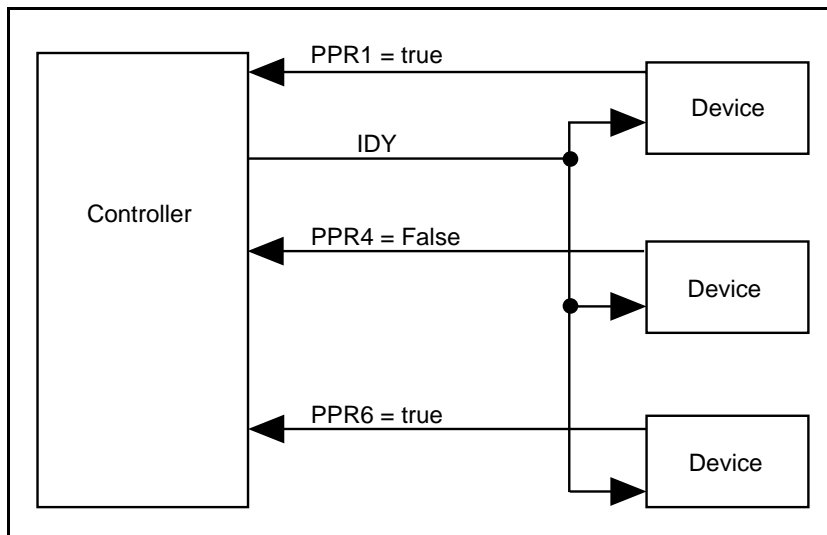 PPR1 = true
Device
IDY
Controller
PPR4 = False
Device
PPR6 = true
Device